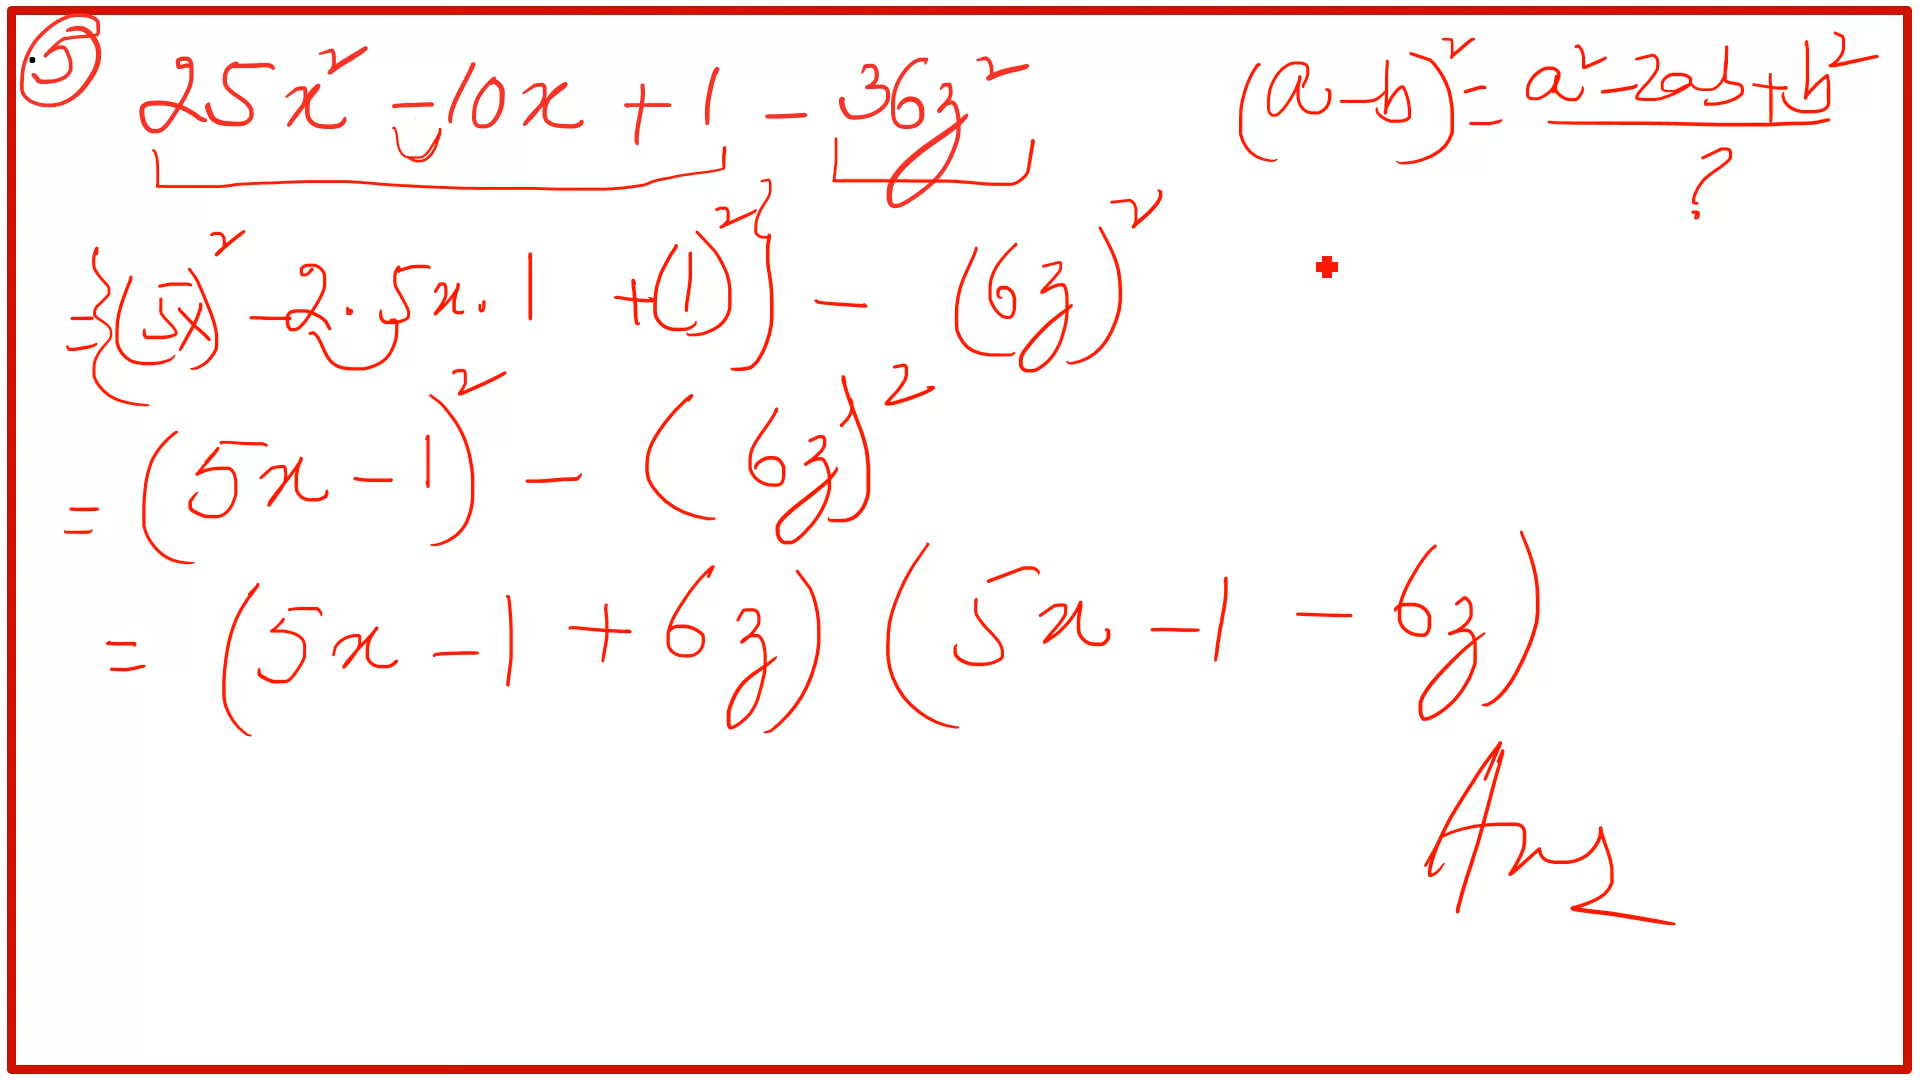 5
25x² - 10x + 1 - 36z²
(a - b)² = a² - 2ab + b²
?
= {(5x)² - 2 · 5x · 1 + (1)²} - (6z)²
= (5x - 1)² - (6z)²
= (5x - 1 + 6z) (5x - 1 - 6z)
Ans